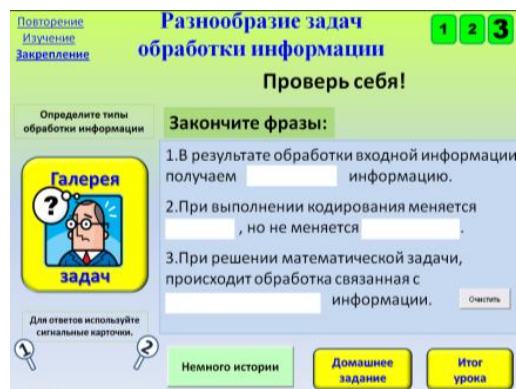 Повторение
Изучение
Закрепление
Разнообразие задач
обработки информации
1 2 3
Проверь себя!
Определите типы
обработки информации
Галерея
?
задач
Для ответов используйте
сигнальные карточки.
1 2
Закончите фразы:
1.В результате обработки входной информации
получаем информацию.
2.При выполнении кодирования меняется
, но не меняется .
3.При решении математической задачи,
происходит обработка связанная с
информации.
Очистить
Немного истории
Домашнее
задание
Итог
урока